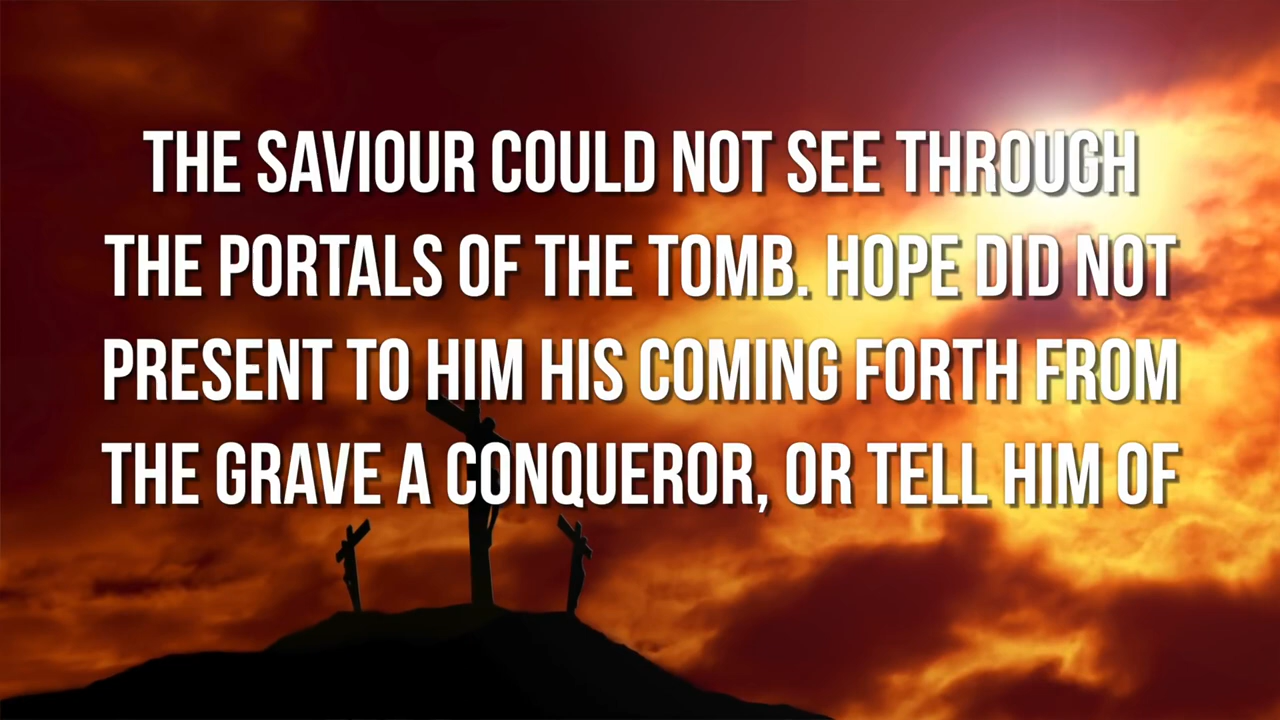 THE SAVIOUR COULD NOT SEE THROUGH
THE PORTALS OF THE TOMB. HOPE DID NOT
PRESENT TO HIM HIS COMING FORTH FROM
THE GRAVE A CONQUEROR, OR TELL HIM OF